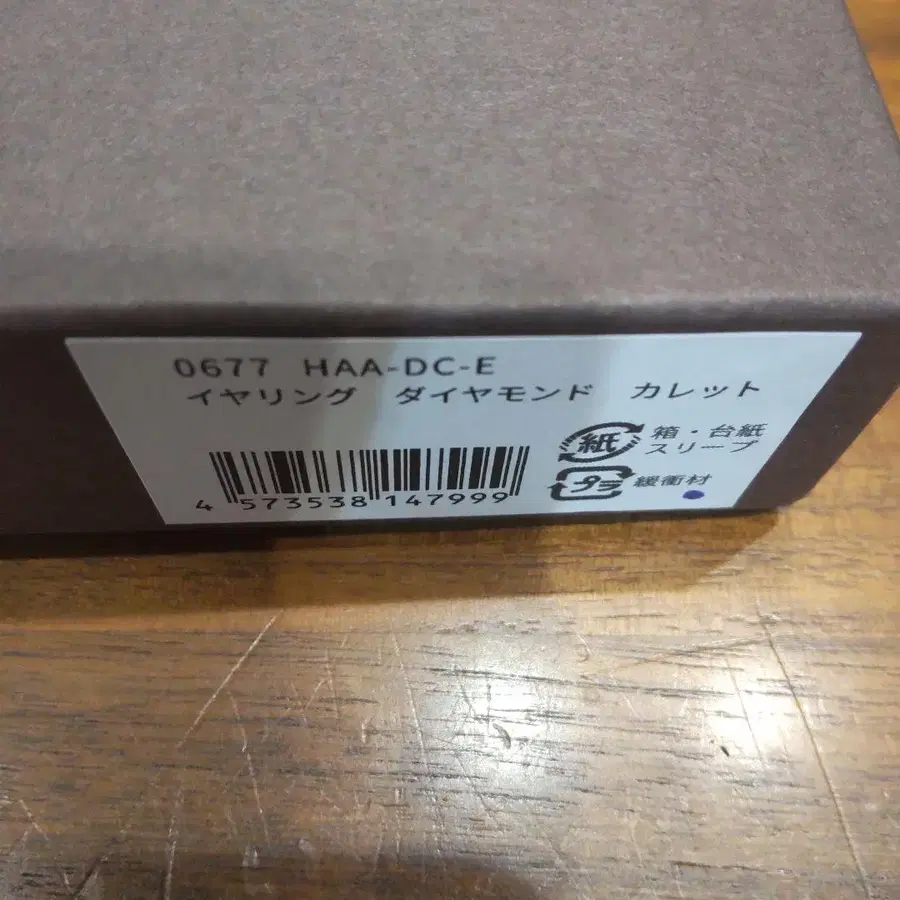 0677 HAA-DC-E
イヤリング ダイヤモンド カレット
紙 箱・台紙
スリーブ
プラ 緩衝材
4 573538 147999